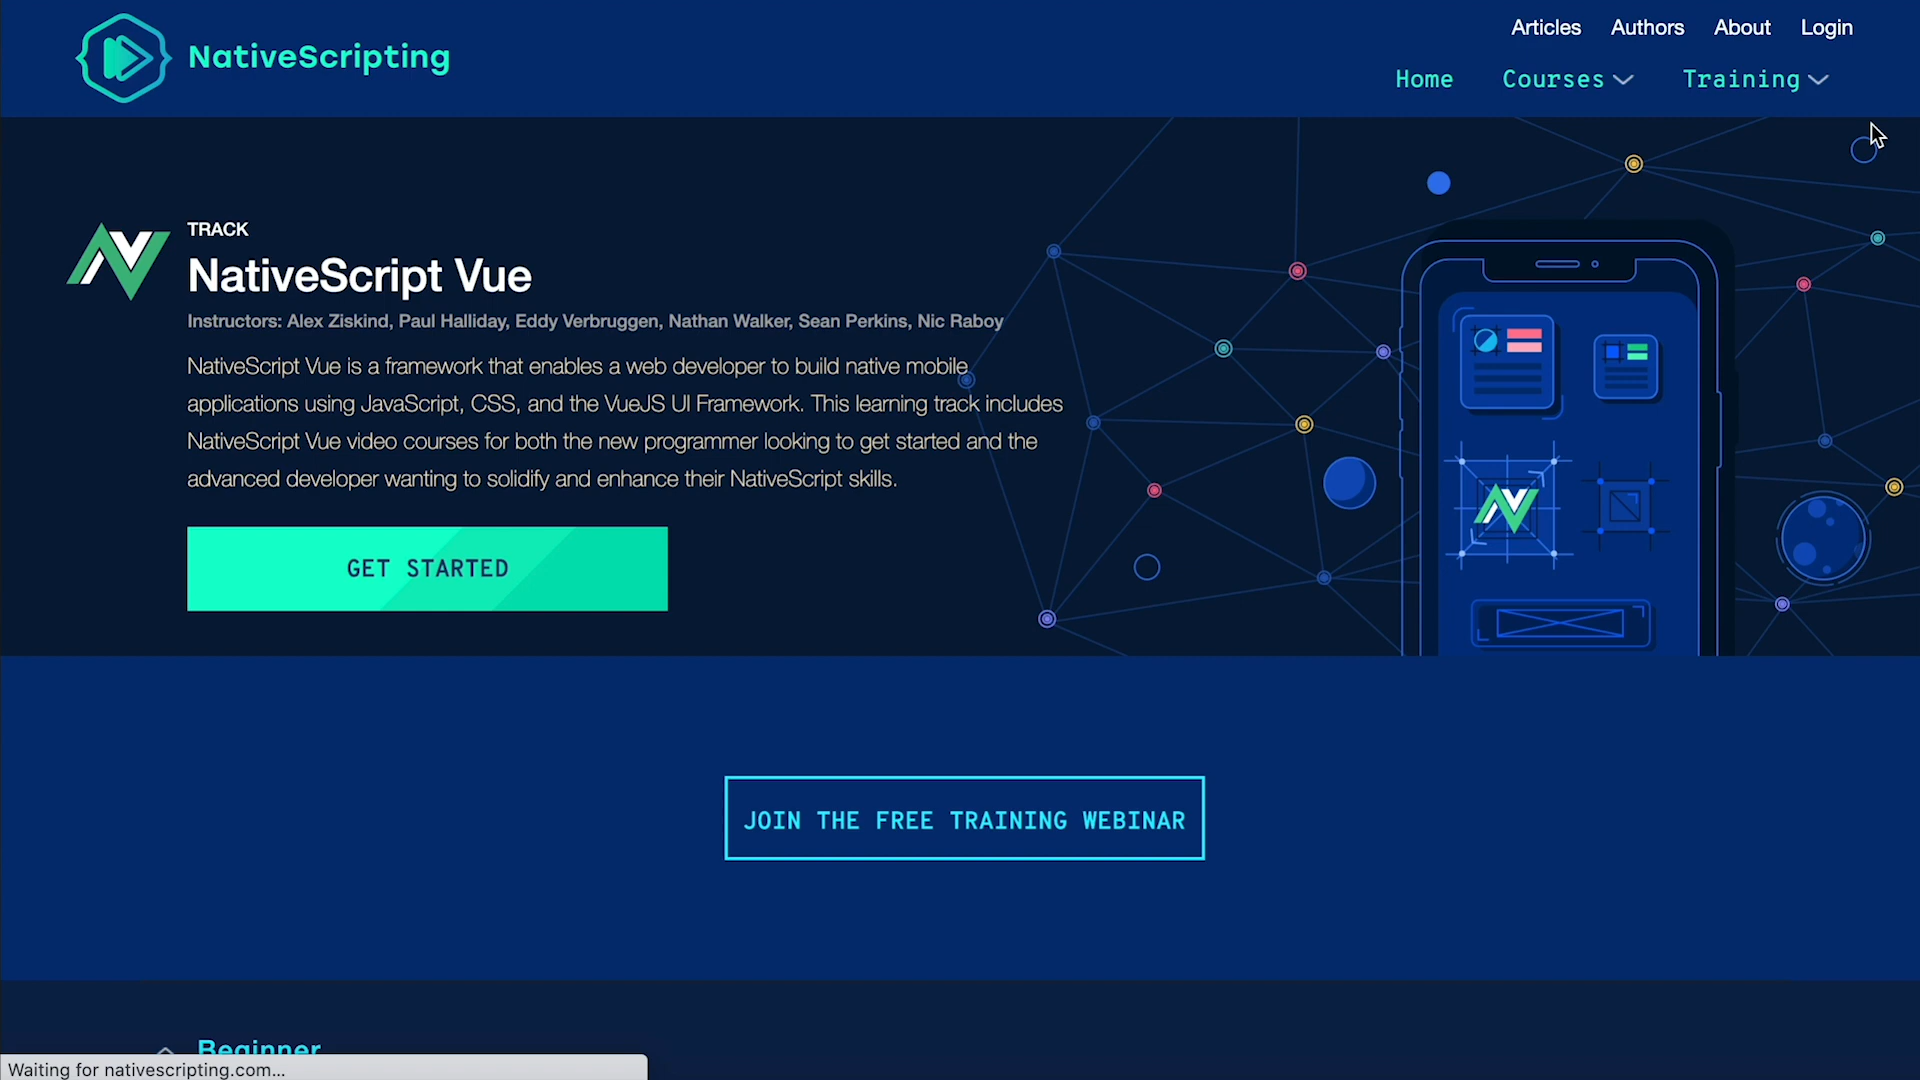 NativeScripting
Articles Authors About Login
Home Courses Training
TRACK
NativeScript Vue
Instructors: Alex Ziskind, Paul Halliday, Eddy Verbruggen, Nathan Walker, Sean Perkins, Nic Raboy
NativeScript Vue is a framework that enables a web developer to build native mobile
applications using JavaScript, CSS, and the VueJS UI Framework. This learning track includes
NativeScript Vue video courses for both the new programmer looking to get started and the
advanced developer wanting to solidify and enhance their NativeScript skills.
GET STARTED
JOIN THE FREE TRAINING WEBINAR
Beginner
Waiting for nativescripting.com...